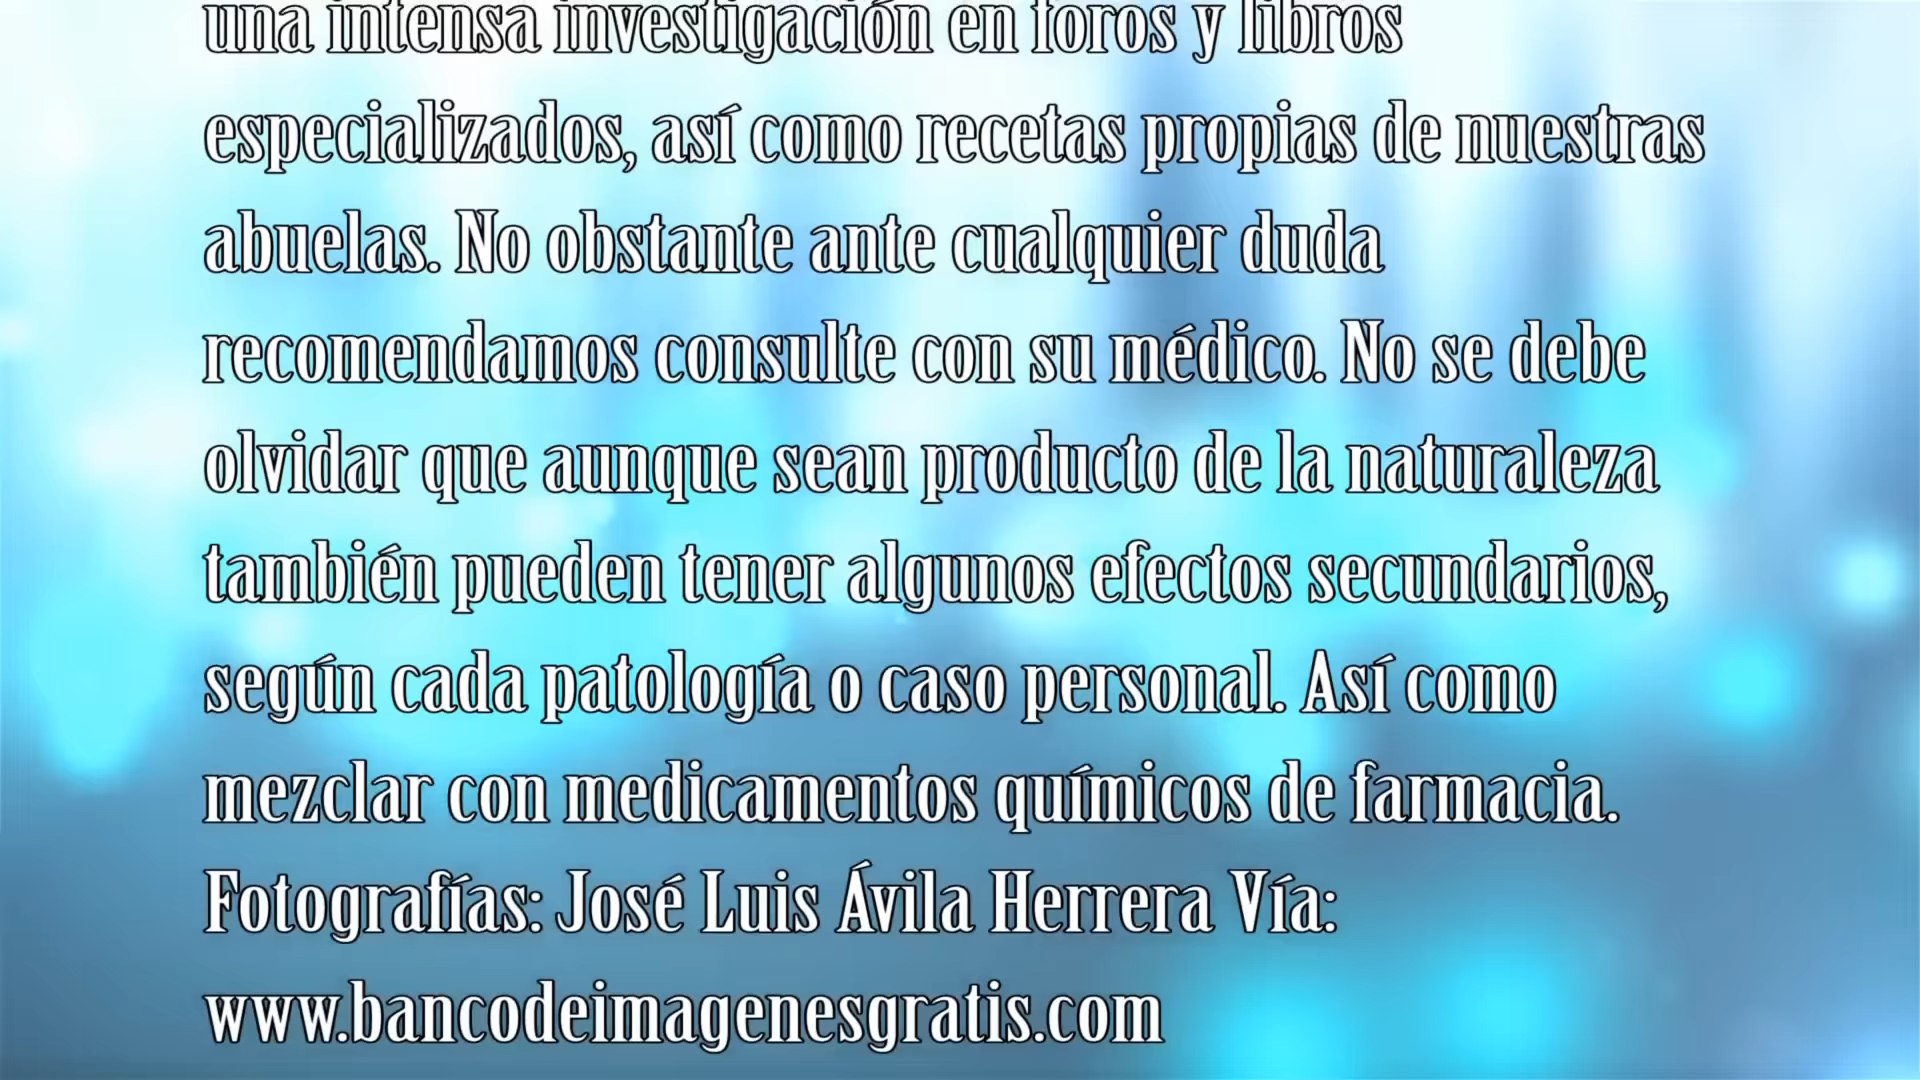 una intensa investigación en foros y libros
especializados, así como recetas propias de nuestras
abuelas. No obstante ante cualquier duda
recomendamos consulte con su médico. No se debe
olvidar que aunque sean producto de la naturaleza
también pueden tener algunos efectos secundarios,
según cada patología o caso personal. Así como
mezclar con medicamentos químicos de farmacia.
Fotografías: José Luis Ávila Herrera Vía:
www.bancodeimagenesgratis.com